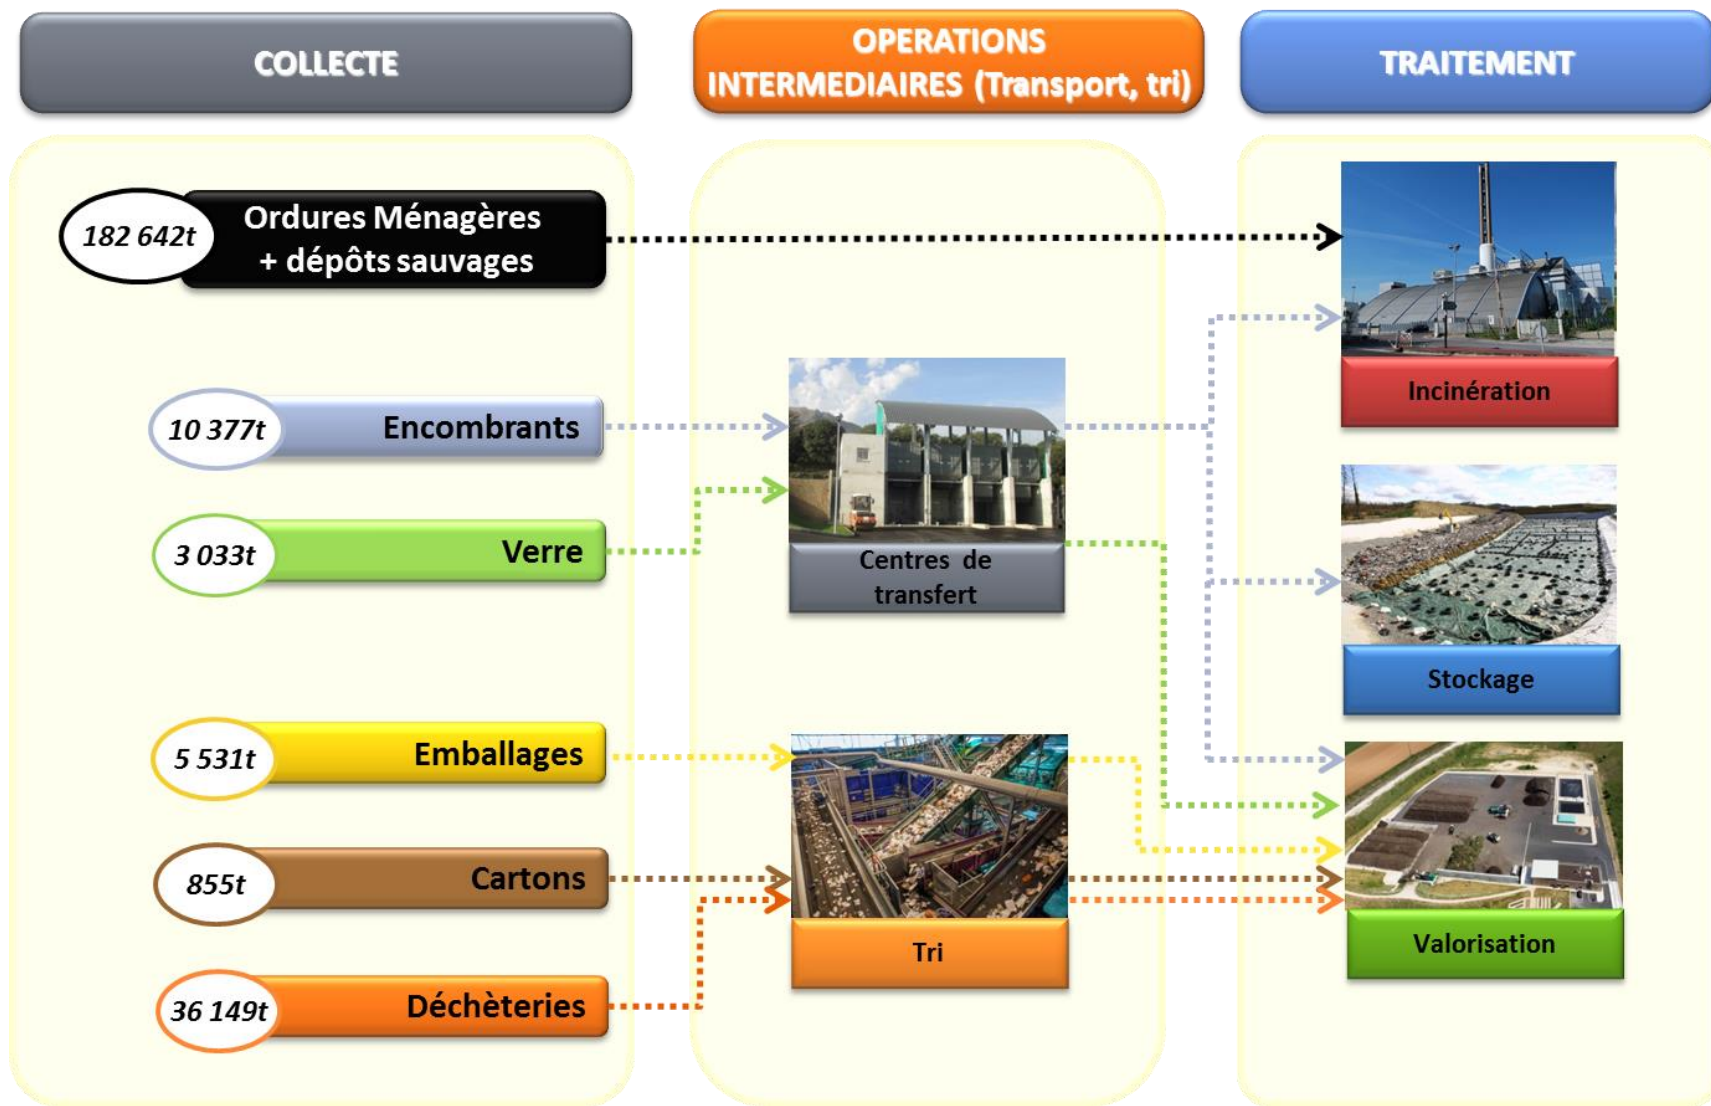 COLLECTE
OPERATIONS
INTERMEDIAIRES (Transport, tri)
TRAITEMENT
182 642t
Ordures Ménagères
+ dépôts sauvages
10 377t
Encombrants
3 033t
Verre
5 531t
Emballages
855t
Cartons
36 149t
Déchèteries
Centres de
transfert
Tri
Incinération
Stockage
Valorisation